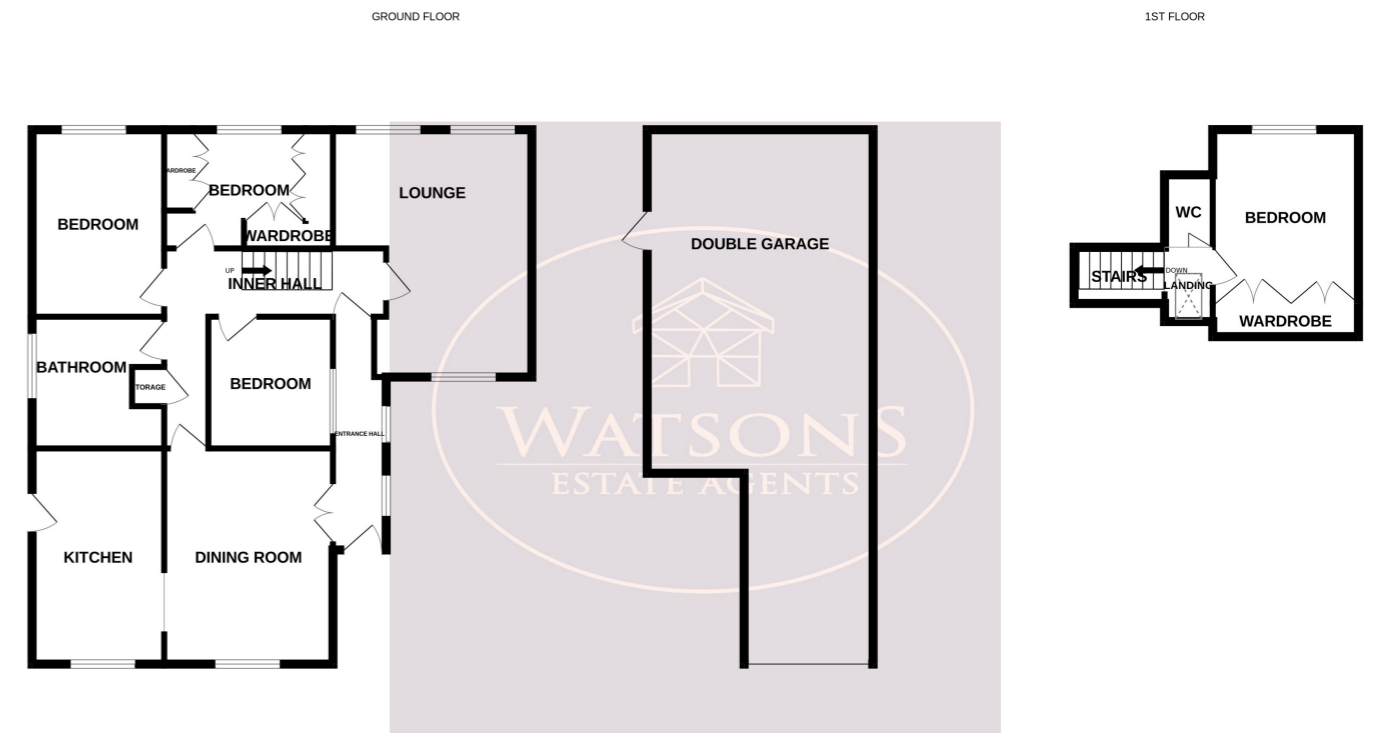 GROUND FLOOR
1ST FLOOR
ARDROBE
BEDROOM
LOUNGE
BEDROOM
WARDROBE
DOUBLE GARAGE
UP
INNER HALL
WC
BEDROOM
STAIRS
DOWN
LANDING
WARDROBE
BATHROOM
TORAGE
BEDROOM
ENTRANCE HALL
WATSONS
ESTATE AGENTS
KITCHEN
DINING ROOM